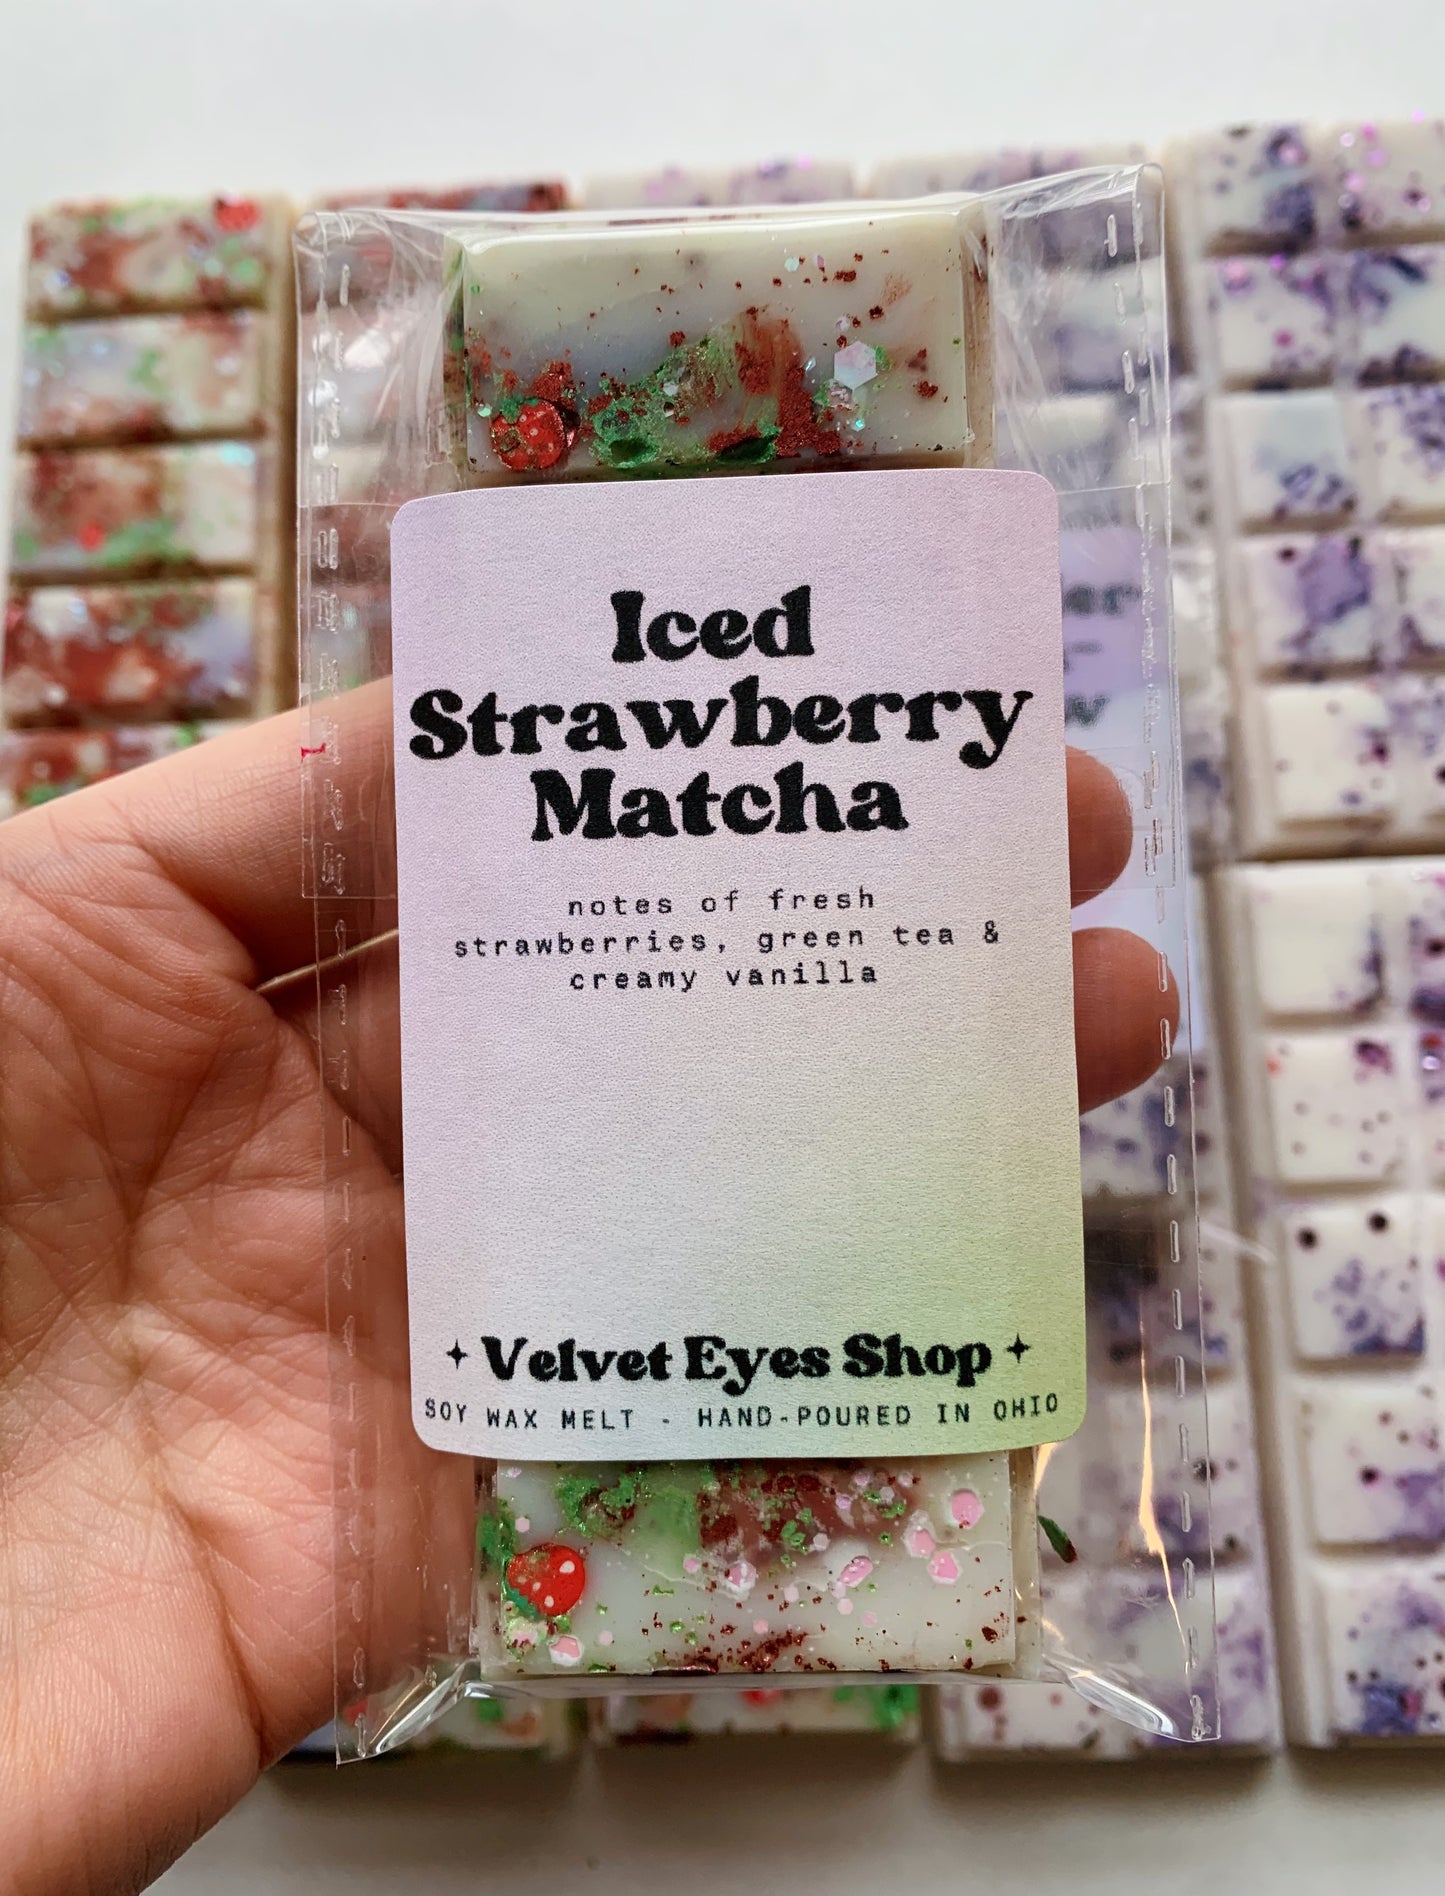 Iced
Strawberry
Matcha
notes of fresh
strawberries, green tea &
creamy vanilla
✦ Velvet Eyes Shop ✦
SOY WAX MELT - HAND-POURED IN OHIO